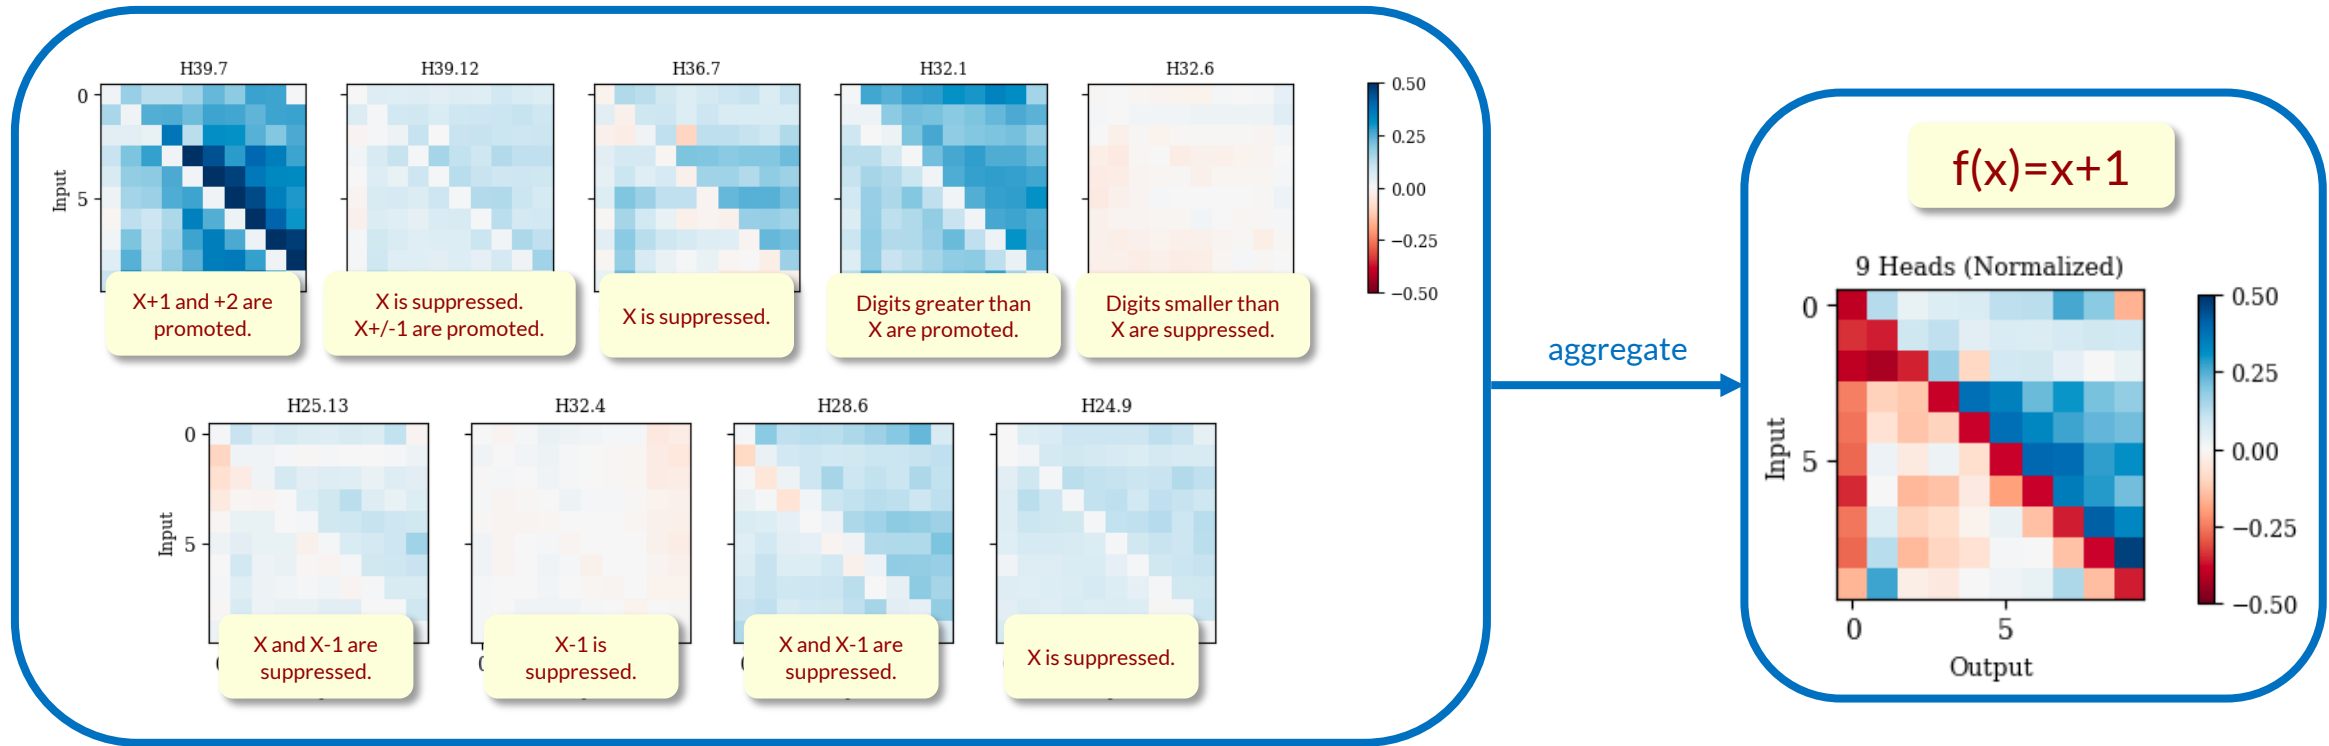 H39.7
H39.12
H36.7
H32.1
H32.6
0
5
Input
0.50
0.25
0.00
−0.25
−0.50
X+1 and +2 are
promoted.
X is suppressed.
X+/-1 are promoted.
X is suppressed.
Digits greater than
X are promoted.
Digits smaller than
X are suppressed.
H25.13
H32.4
H28.6
H24.9
0
5
Input
X and X-1 are
suppressed.
X-1 is
suppressed.
X and X-1 are
suppressed.
X is suppressed.
aggregate
f(x)=x+1
9 Heads (Normalized)
0
5
Input
0
5
Output
0.50
0.25
0.00
−0.25
−0.50